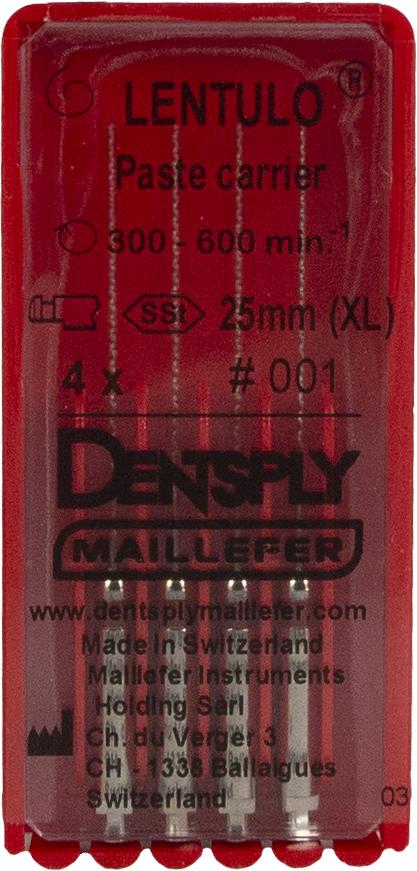 LENTULO ®
Paste carrier
300 - 600 min.-1
SSt 25mm (XL)
4 x # 001
DENTSPLY
MAILLEFER
www.dentsplymaillefer.com
Made In Switzerland
Maillefer Instruments
Holding Sàrl
Ch. du Verger 3
CH - 1338 Ballaigues
Switzerland
03